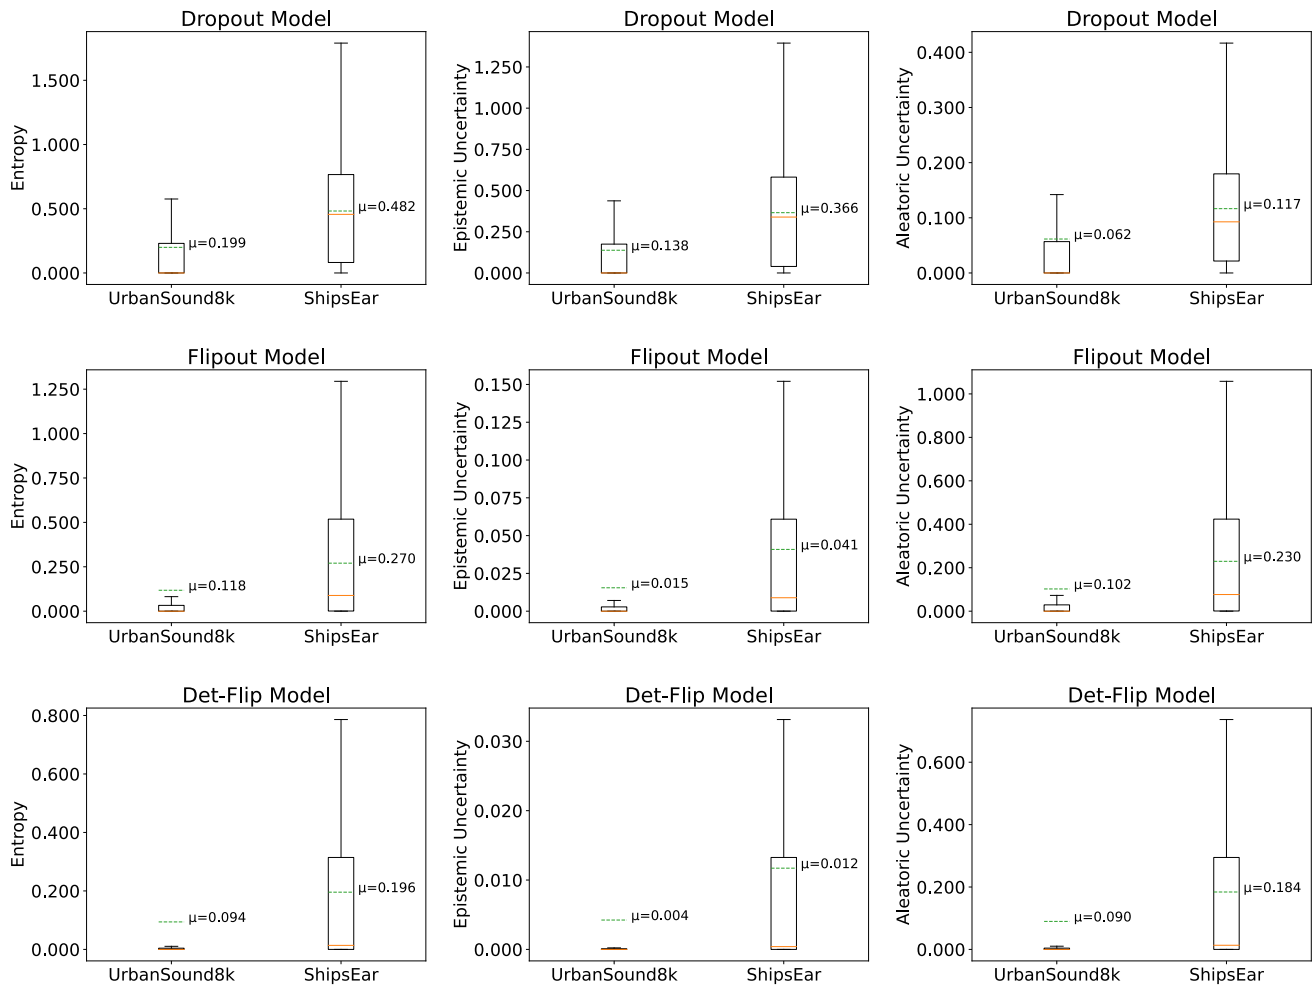 Dropout Model
Entropy
1.500
1.000
0.500
0.000
μ=0.199
μ=0.482
UrbanSound8k
ShipsEar
Dropout Model
Epistemic Uncertainty
1.250
1.000
0.750
0.500
0.250
0.000
μ=0.138
μ=0.366
UrbanSound8k
ShipsEar
Dropout Model
Aleatoric Uncertainty
0.400
0.300
0.200
0.100
0.000
μ=0.062
μ=0.117
UrbanSound8k
ShipsEar
Flipout Model
Entropy
1.250
1.000
0.750
0.500
0.250
0.000
μ=0.118
μ=0.270
UrbanSound8k
ShipsEar
Flipout Model
Epistemic Uncertainty
0.150
0.125
0.100
0.075
0.050
0.025
0.000
μ=0.015
μ=0.041
UrbanSound8k
ShipsEar
Flipout Model
Aleatoric Uncertainty
1.000
0.800
0.600
0.400
0.200
0.000
μ=0.102
μ=0.230
UrbanSound8k
ShipsEar
Det-Flip Model
Entropy
0.800
0.600
0.400
0.200
0.000
μ=0.094
μ=0.196
UrbanSound8k
ShipsEar
Det-Flip Model
Epistemic Uncertainty
0.030
0.020
0.010
0.000
μ=0.004
μ=0.012
UrbanSound8k
ShipsEar
Det-Flip Model
Aleatoric Uncertainty
0.600
0.400
0.200
0.000
μ=0.090
μ=0.184
UrbanSound8k
ShipsEar